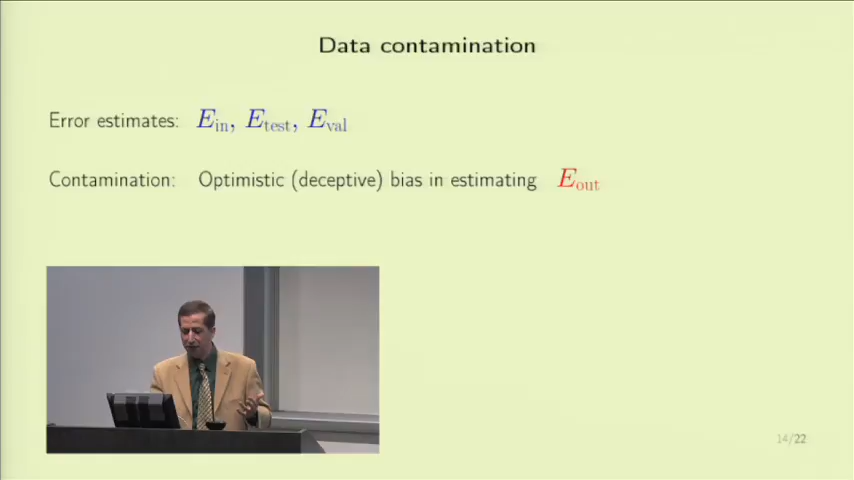 Data contamination
Error estimates: E_in, E_test, E_val
Contamination: Optimistic (deceptive) bias in estimating E_out
14/22